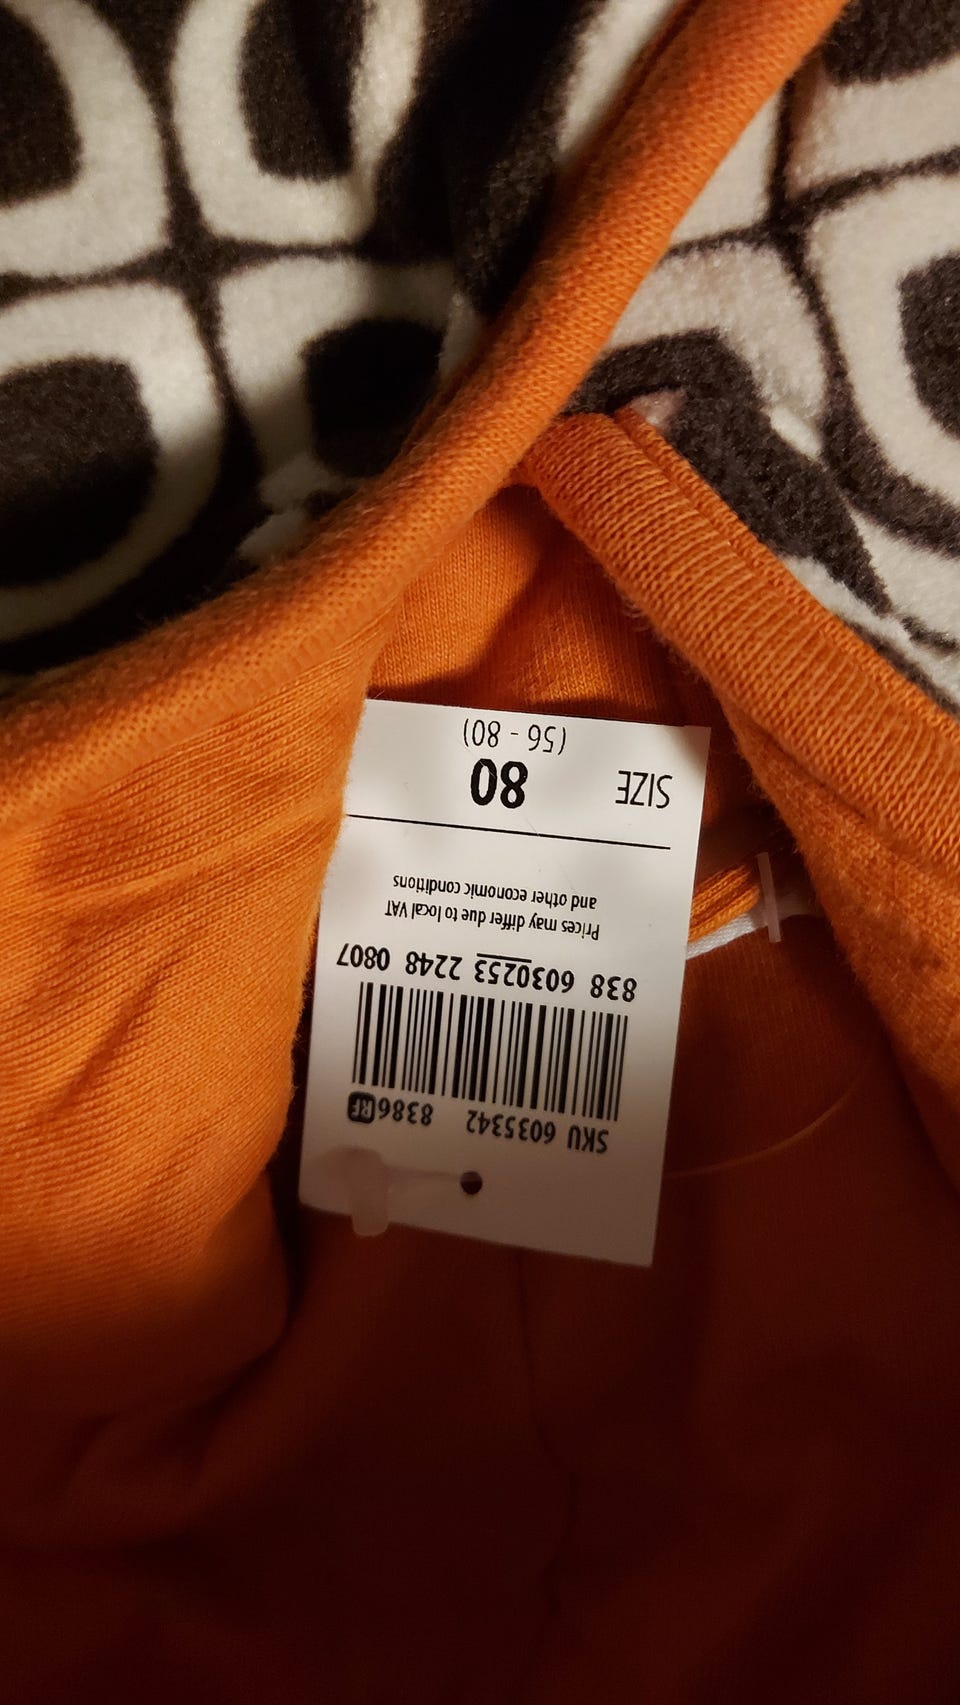 SKU 6035342 8386 RF
838 6030253 2248 0807
Prices may differ due to local VAT
and other economic conditions
SIZE 80
(56 - 80)